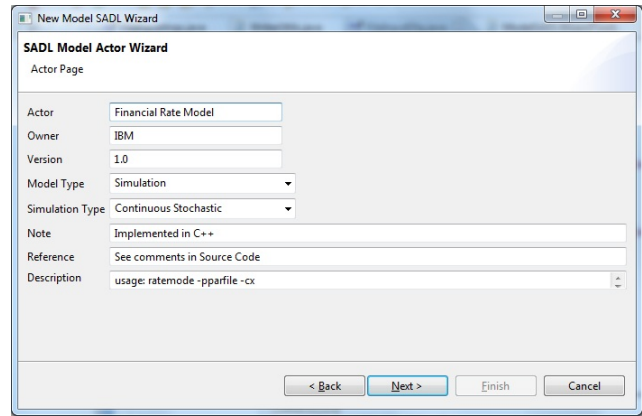 New Model SADL Wizard
SADL Model Actor Wizard
Actor Page
Actor Financial Rate Model
Owner IBM
Version 1.0
Model Type Simulation
Simulation Type Continuous Stochastic
Note Implemented in C++
Reference See comments in Source Code
Description usage: ratemode -pparfile -cx
< Back Next > Finish Cancel